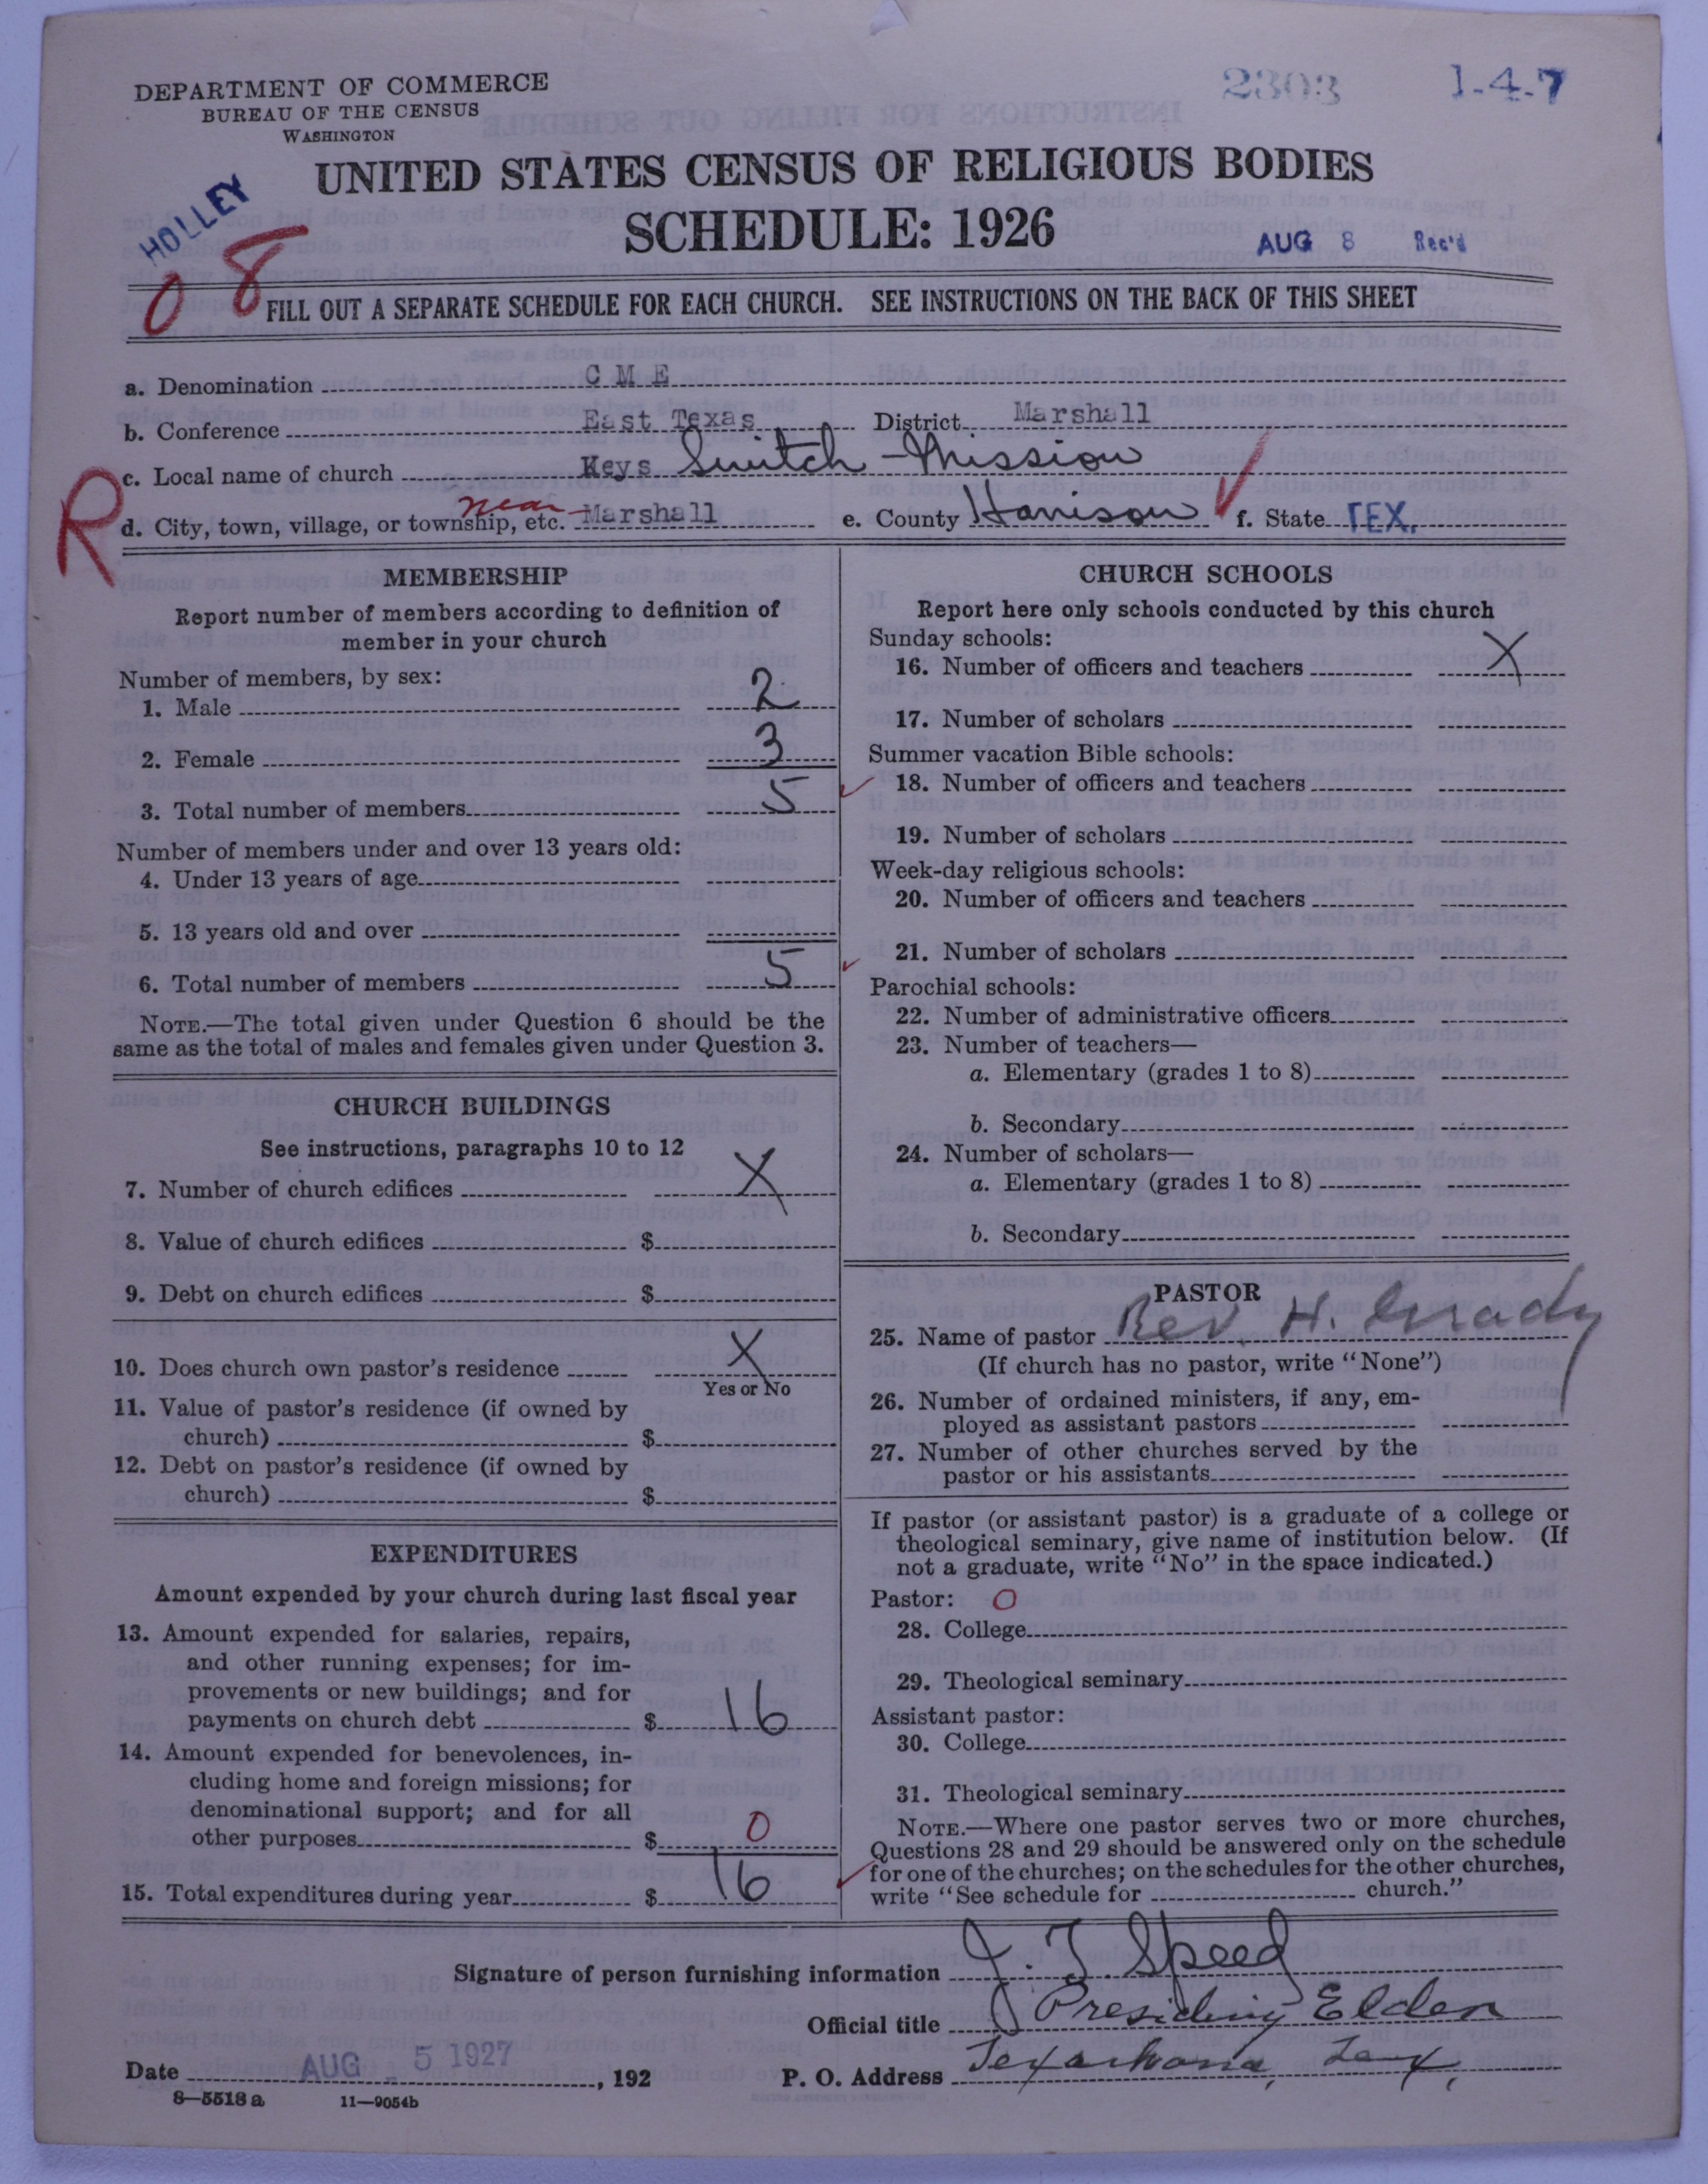 DEPARTMENT OF COMMERCE
BUREAU OF THE CENSUS
WASHINGTON
2303
1-4-7
UNITED STATES CENSUS OF RELIGIOUS BODIES
SCHEDULE: 1926
HOLLEY
08
AUG 8 Rec'd
FILL OUT A SEPARATE SCHEDULE FOR EACH CHURCH. SEE INSTRUCTIONS ON THE BACK OF THIS SHEET
a. Denomination C M E
b. Conference East Texas District Marshall
c. Local name of church Keys Switch - Mission
R
d. City, town, village, or township, etc. near Marshall e. County Harrison f. State TEX.
MEMBERSHIP
Report number of members according to definition of
member in your church
Number of members, by sex:
1. Male 2
2. Female 3
3. Total number of members 5
Number of members under and over 13 years old:
4. Under 13 years of age
5. 13 years old and over
6. Total number of members 5
NOTE.—The total given under Question 6 should be the
same as the total of males and females given under Question 3.
CHURCH BUILDINGS
See instructions, paragraphs 10 to 12
7. Number of church edifices X
8. Value of church edifices $
9. Debt on church edifices $
10. Does church own pastor's residence X
Yes or No
11. Value of pastor's residence (if owned by
church) $
12. Debt on pastor's residence (if owned by
church) $
EXPENDITURES
Amount expended by your church during last fiscal year
13. Amount expended for salaries, repairs,
and other running expenses; for im-
provements or new buildings; and for
payments on church debt $ 16
14. Amount expended for benevolences, in-
cluding home and foreign missions; for
denominational support; and for all
other purposes $ 0
15. Total expenditures during year $ 16
CHURCH SCHOOLS
Report here only schools conducted by this church
Sunday schools:
16. Number of officers and teachers X
17. Number of scholars
Summer vacation Bible schools:
18. Number of officers and teachers
19. Number of scholars
Week-day religious schools:
20. Number of officers and teachers
21. Number of scholars
Parochial schools:
22. Number of administrative officers
23. Number of teachers—
a. Elementary (grades 1 to 8)
b. Secondary
24. Number of scholars—
a. Elementary (grades 1 to 8)
b. Secondary
PASTOR
25. Name of pastor Rev. H. Grady
(If church has no pastor, write "None")
26. Number of ordained ministers, if any, em-
ployed as assistant pastors
27. Number of other churches served by the
pastor or his assistants
If pastor (or assistant pastor) is a graduate of a college or
theological seminary, give name of institution below. (If
not a graduate, write "No" in the space indicated.)
Pastor: O
28. College
29. Theological seminary
Assistant pastor:
30. College
31. Theological seminary
NOTE.—Where one pastor serves two or more churches,
Questions 28 and 29 should be answered only on the schedule
for one of the churches; on the schedules for the other churches,
write "See schedule for church."
Signature of person furnishing information J. T. Speed
Official title Presiding Elder
Date AUG 5 1927, 192 P. O. Address Texarkana, Tex,
8—5518 a 11—9054b